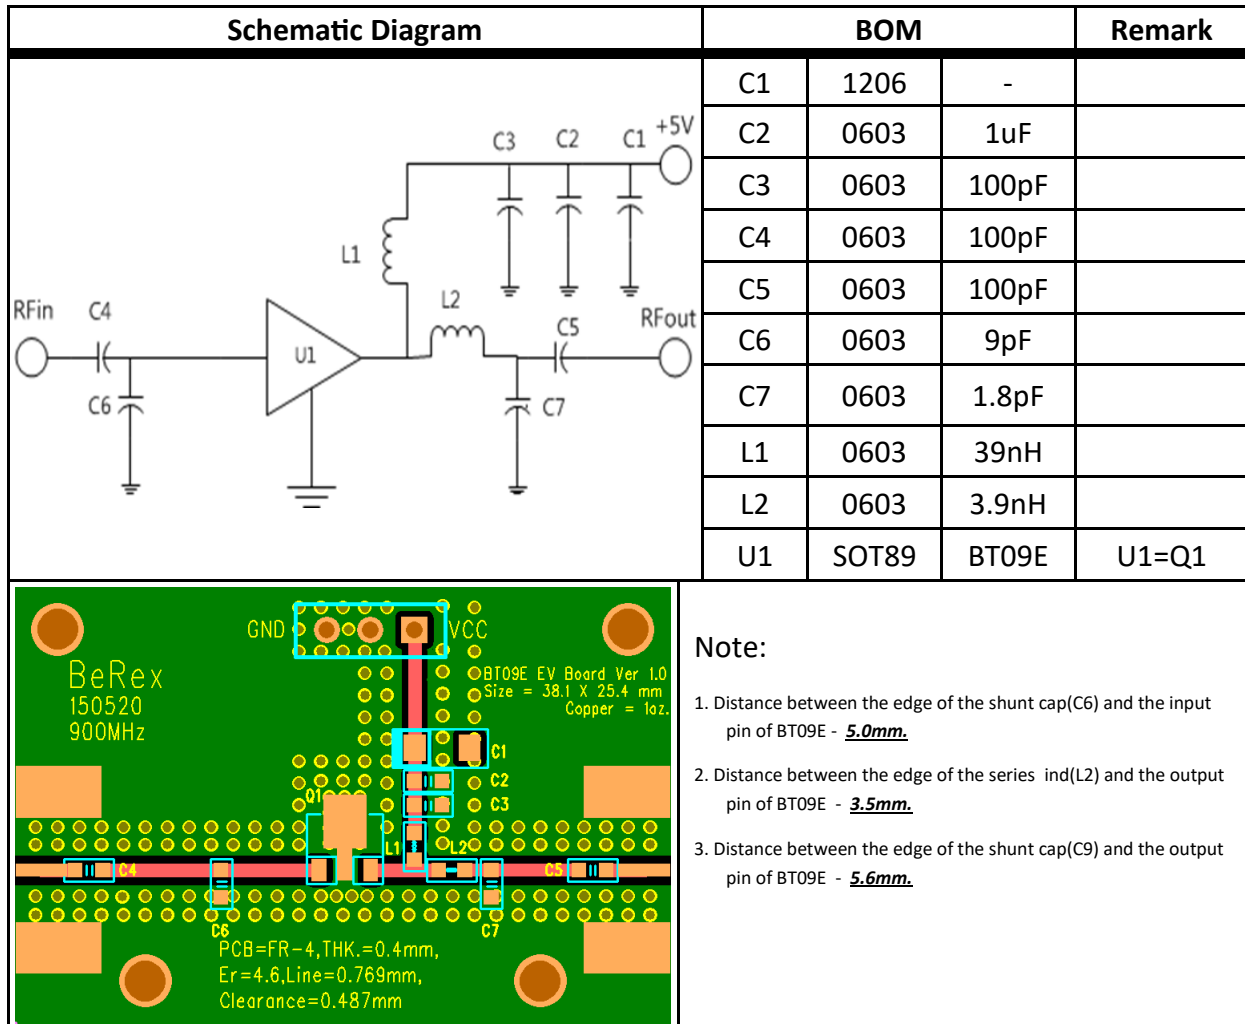 Schematic Diagram BOM Remark
C1 1206 -
C2 0603 1uF
C3 0603 100pF
C4 0603 100pF
C5 0603 100pF
C6 0603 9pF
C7 0603 1.8pF
L1 0603 39nH
L2 0603 3.9nH
U1 SOT89 BT09E U1=Q1
C3 C2 C1 +5V
L1
RFin C4 L2 C5 RFout
U1
C6 C7
GND VCC
BeRex
150520
900MHz
BT09E EV Board Ver 1.0
Size = 38.1 X 25.4 mm
Copper = 1oz.
C1
C2
Q1 C3
L1 L2
C4 C5
C6 C7
PCB=FR-4,THK.=0.4mm,
Er=4.6,Line=0.769mm,
Clearance=0.487mm
Note:
1. Distance between the edge of the shunt cap(C6) and the input
pin of BT09E - 5.0mm.
2. Distance between the edge of the series ind(L2) and the output
pin of BT09E - 3.5mm.
3. Distance between the edge of the shunt cap(C9) and the output
pin of BT09E - 5.6mm.